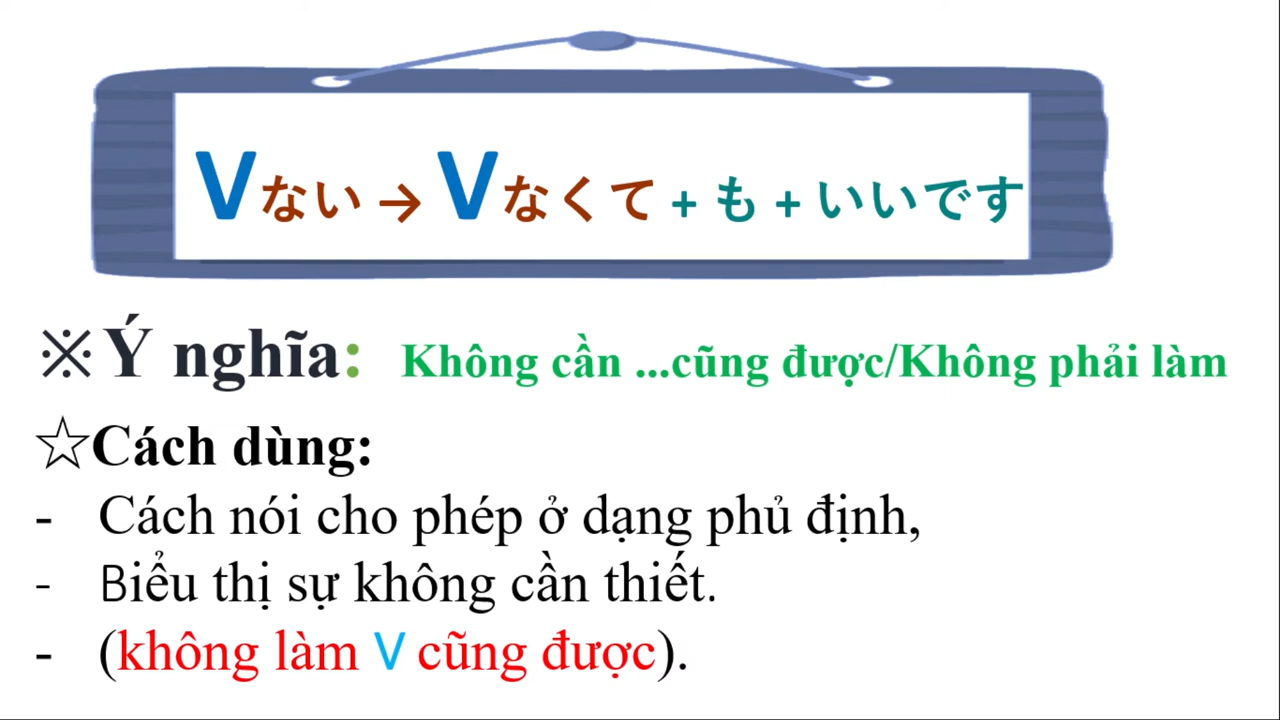 Vない → Vなくて + も + いいです
※Ý nghĩa: Không cần ...cũng được/Không phải làm
☆Cách dùng:
- Cách nói cho phép ở dạng phủ định,
- Biểu thị sự không cần thiết.
- (không làm V cũng được).